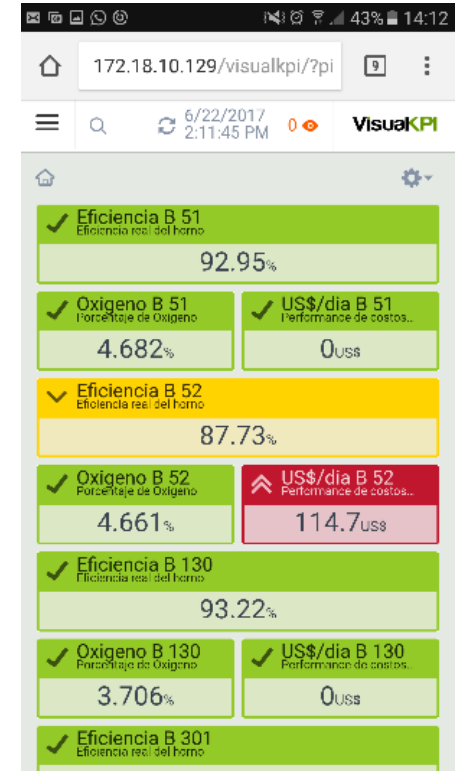 43% 14:12
172.18.10.129/visualkpi/?pi 9
6/22/2017
2:11:45 PM 0 VisualKPI
Eficiencia B 51
Eficiencia real del horno
92.95%
Oxigeno B 51
Porcentaje de Oxigeno
4.682%
US$/dia B 51
Performance de costos...
0US$
Eficiencia B 52
Eficiencia real del horno
87.73%
Oxigeno B 52
Porcentaje de Oxigeno
4.661%
US$/dia B 52
Performance de costos...
114.7US$
Eficiencia B 130
Eficiencia real del horno
93.22%
Oxigeno B 130
Porcentaje de Oxigeno
3.706%
US$/dia B 130
Performance de costos...
0US$
Eficiencia B 301
Eficiencia real del horno